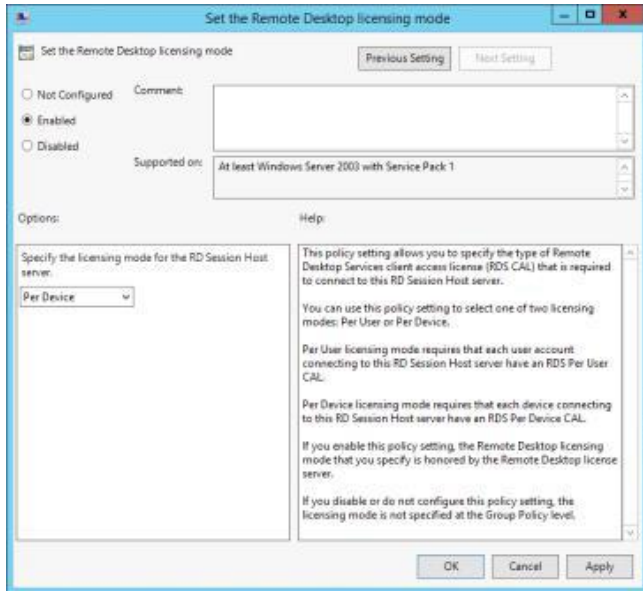 Set the Remote Desktop licensing mode
Set the Remote Desktop licensing mode
Previous Setting
Next Setting
Not Configured
Comment:
Enabled
Disabled
Supported on:
At least Windows Server 2003 with Service Pack 1
Options:
Help:
Specify the licensing mode for the RD Session Host
server.
Per Device
This policy setting allows you to specify the type of Remote
Desktop Services client access license (RDS CAL) that is required
to connect to this RD Session Host server.
You can use this policy setting to select one of two licensing
modes: Per User or Per Device.
Per User licensing mode requires that each user account
connecting to this RD Session Host server have an RDS Per User
CAL.
Per Device licensing mode requires that each device connecting
to this RD Session Host server have an RDS Per Device CAL.
If you enable this policy setting, the Remote Desktop licensing
mode that you specify is honored by the Remote Desktop license
server.
If you disable or do not configure this policy setting, the
licensing mode is not specified at the Group Policy level.
OK
Cancel
Apply